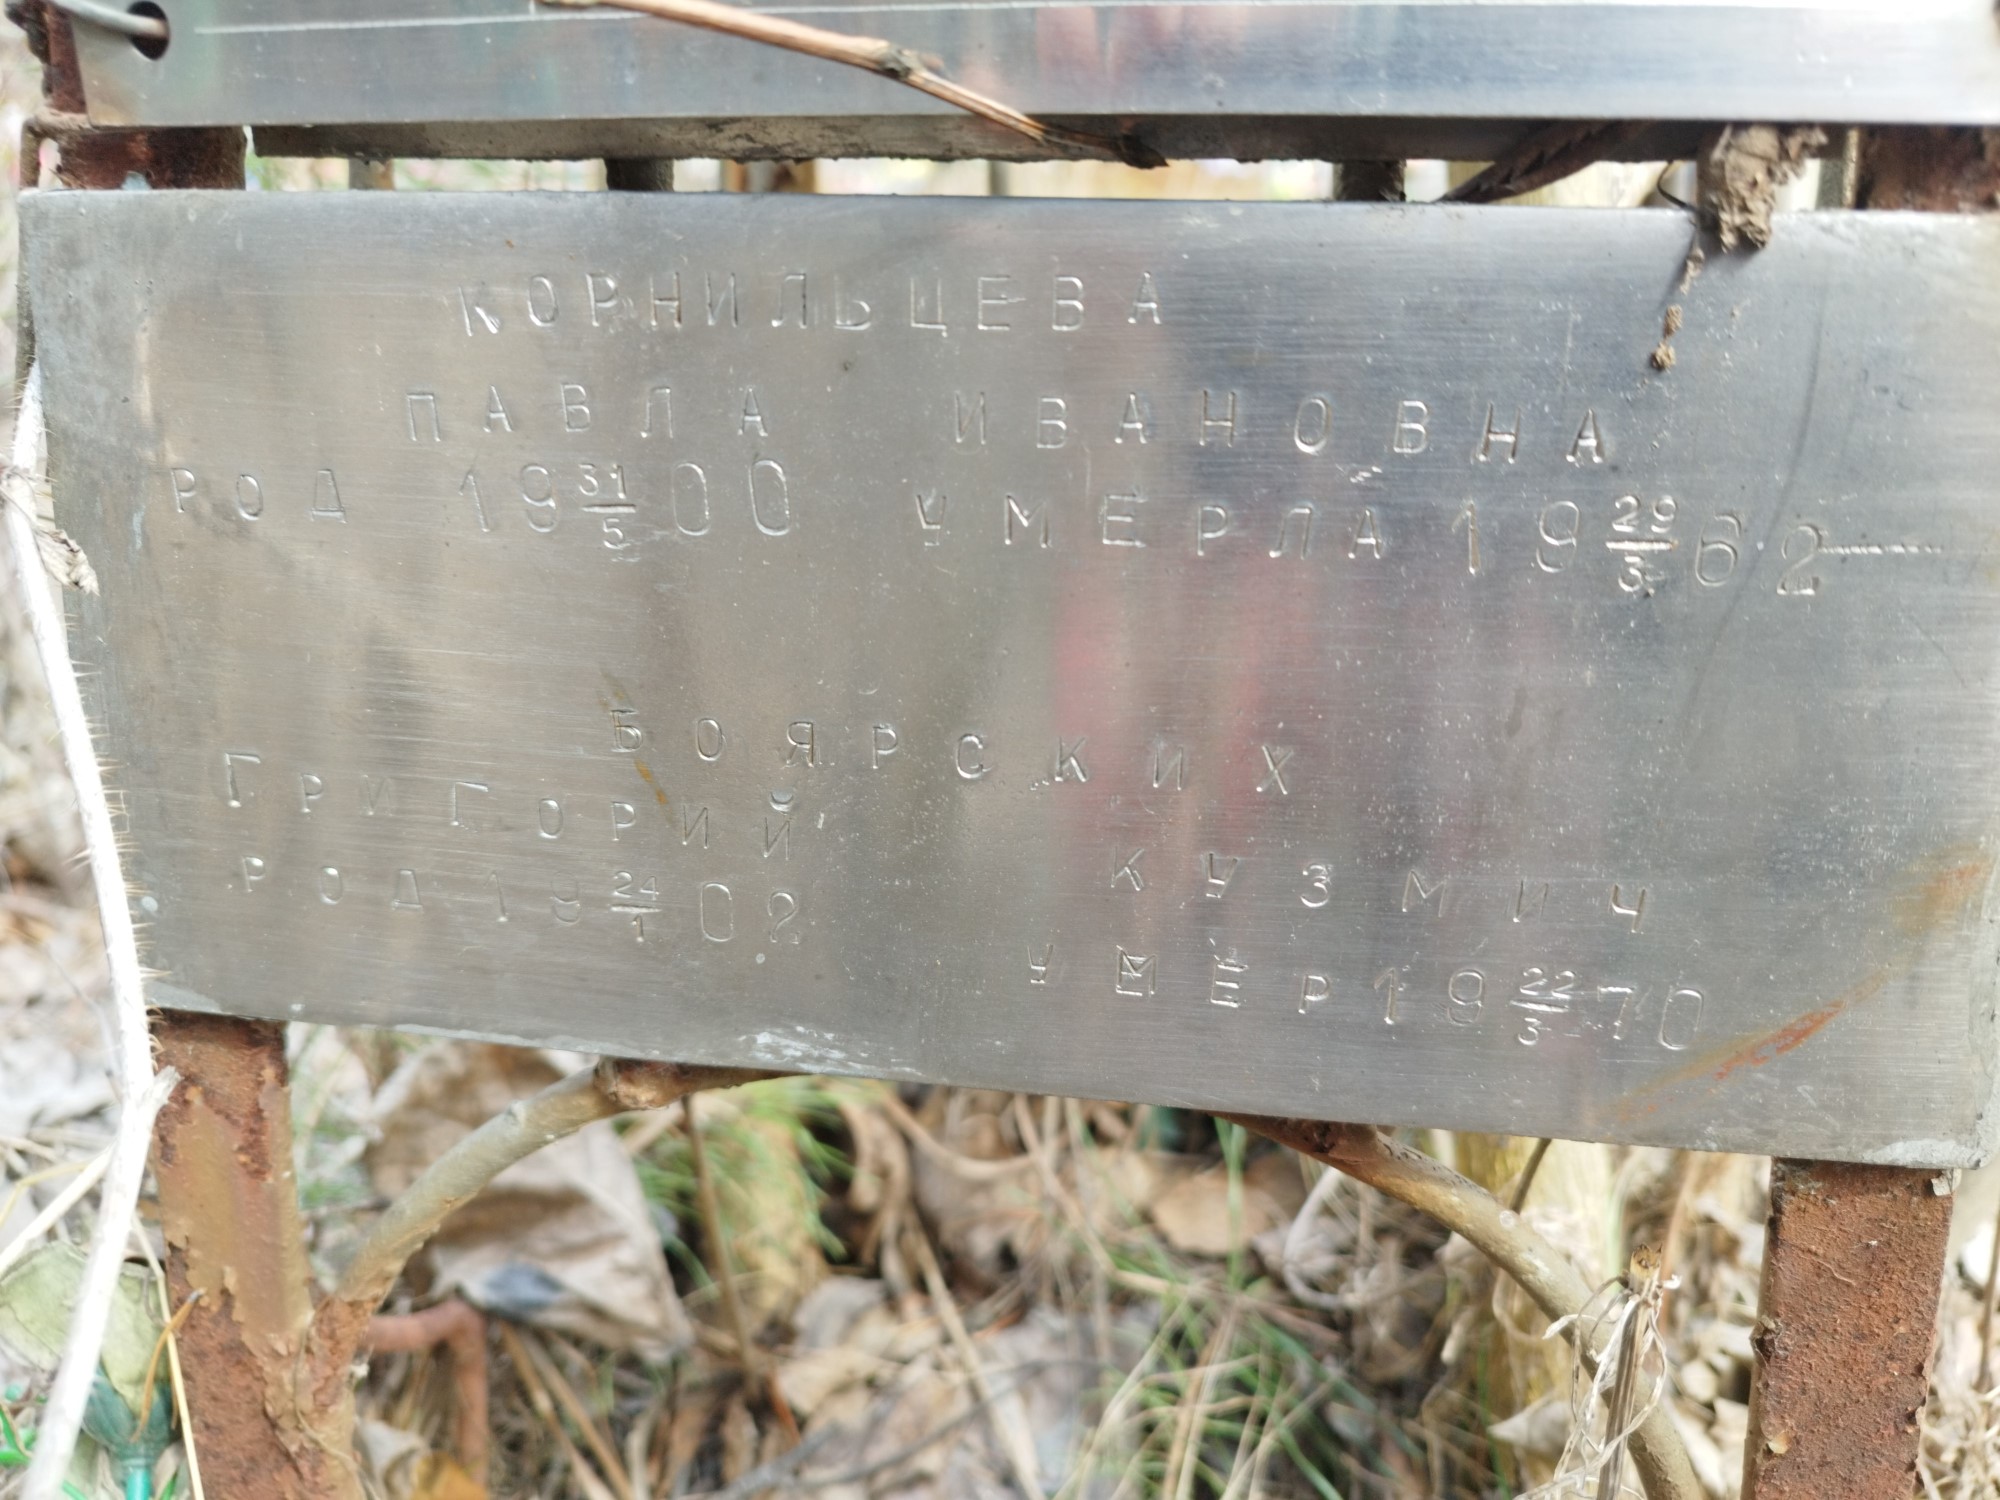 КОРНИЛЬЦЕВА
ПАВЛА ИВАНОВНА
РОД 19 31/5 00 УМЕРЛА 19 29/3 62
БОЯРСКИХ
ГРИГОРИЙ КУЗМИЧ
РОД 19 24/1 02 УМЕР 19 22/3 70